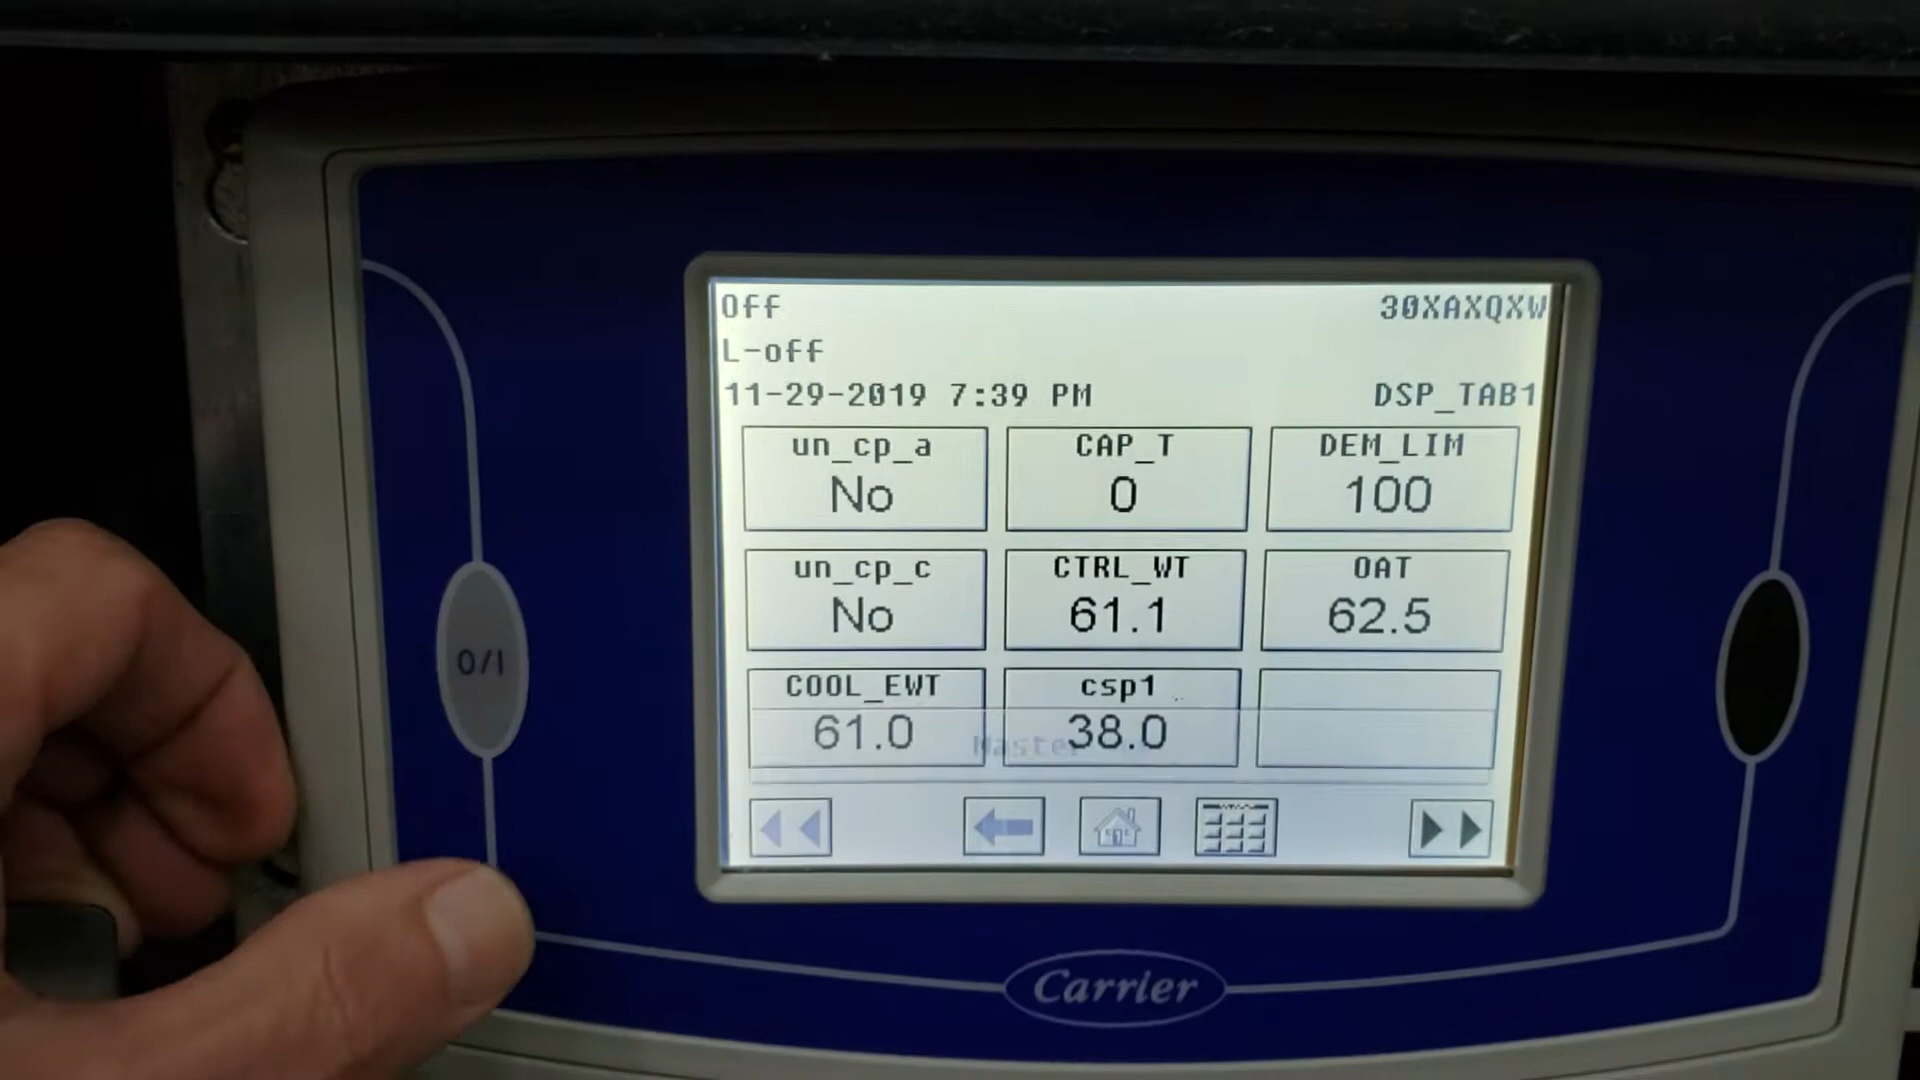 Off 30XAXQXW
L-off
11-29-2019 7:39 PM DSP_TAB1
un_cp_a CAP_T DEM_LIM
No 0 100
un_cp_c CTRL_WT OAT
No 61.1 62.5
COOL_EWT csp1
61.0 38.0
Master
0/I
Carrier